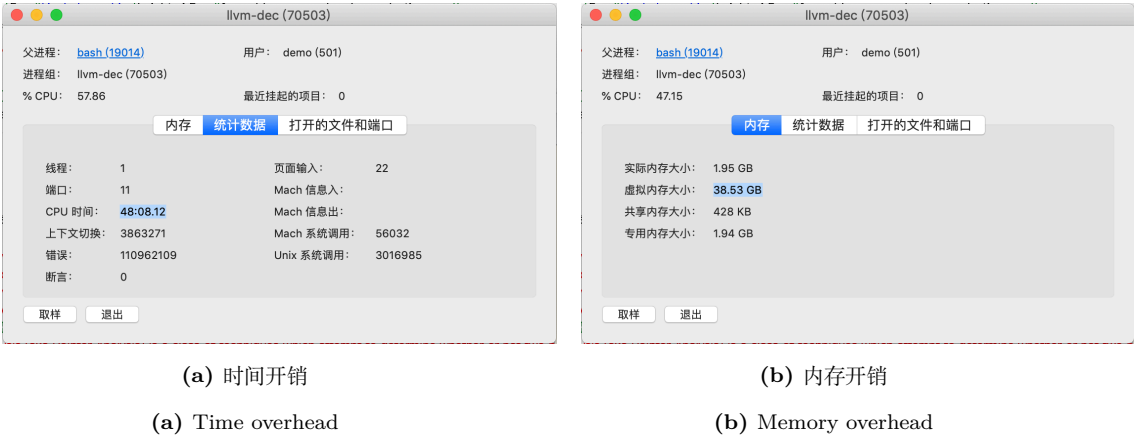 llvm-dec (70503)
父进程： bash (19014) 用户： demo (501)
进程组： llvm-dec (70503)
% CPU： 57.86 最近挂起的项目： 0
内存 统计数据 打开的文件和端口
线程： 1 页面输入： 22
端口： 11 Mach 信息入：
CPU 时间： 48:08.12 Mach 信息出：
上下文切换： 3863271 Mach 系统调用： 56032
错误： 110962109 Unix 系统调用： 3016985
断言： 0
取样 退出
llvm-dec (70503)
父进程： bash (19014) 用户： demo (501)
进程组： llvm-dec (70503)
% CPU： 47.15 最近挂起的项目： 0
内存 统计数据 打开的文件和端口
实际内存大小： 1.95 GB
虚拟内存大小： 38.53 GB
共享内存大小： 428 KB
专用内存大小： 1.94 GB
取样 退出
(a) 时间开销
(b) 内存开销
(a) Time overhead
(b) Memory overhead